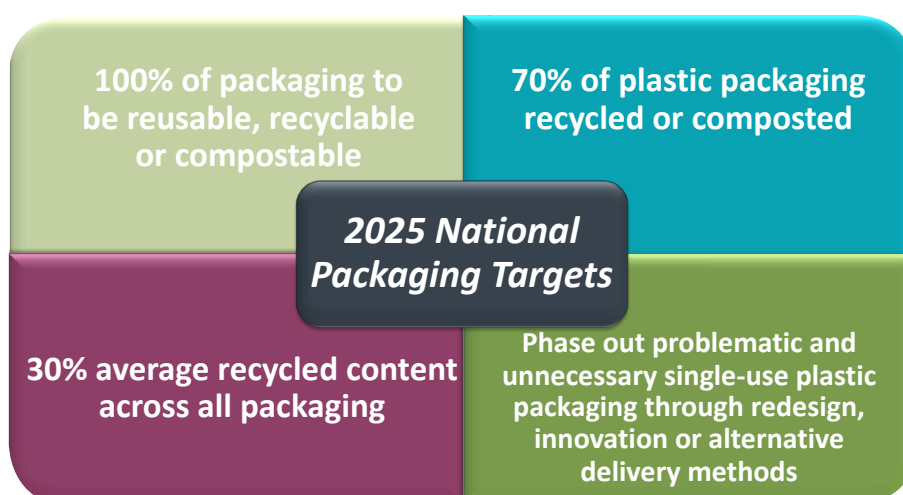 100% of packaging to
be reusable, recyclable
or compostable
70% of plastic packaging
recycled or composted
2025 National
Packaging Targets
30% average recycled content
across all packaging
Phase out problematic and
unnecessary single-use plastic
packaging through redesign,
innovation or alternative
delivery methods